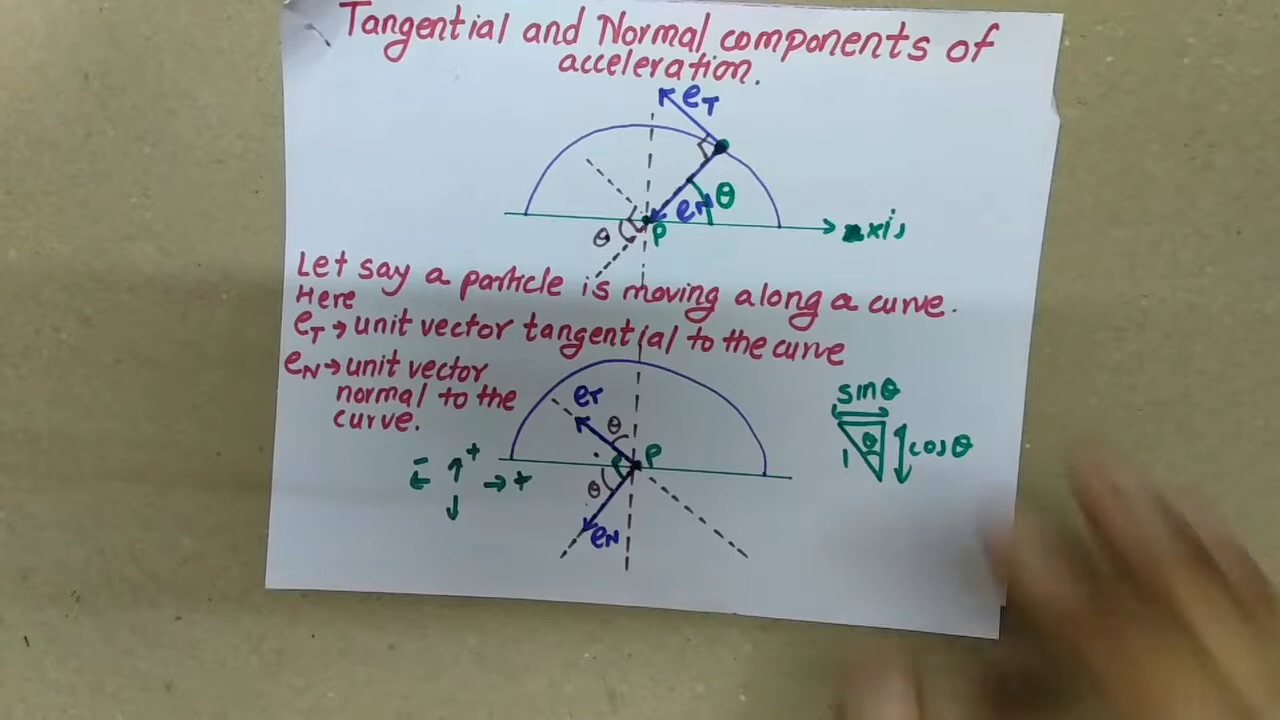 Tangential and Normal components of
acceleration.
eT
θ
eN
θ
P
axis
Let say a particle is moving along a curve.
Here
eT → unit vector tangential to the curve
eN → unit vector
normal to the
curve.
eT
θ
P
θ
eN
- + → +
sinθ
θ
1
cosθ